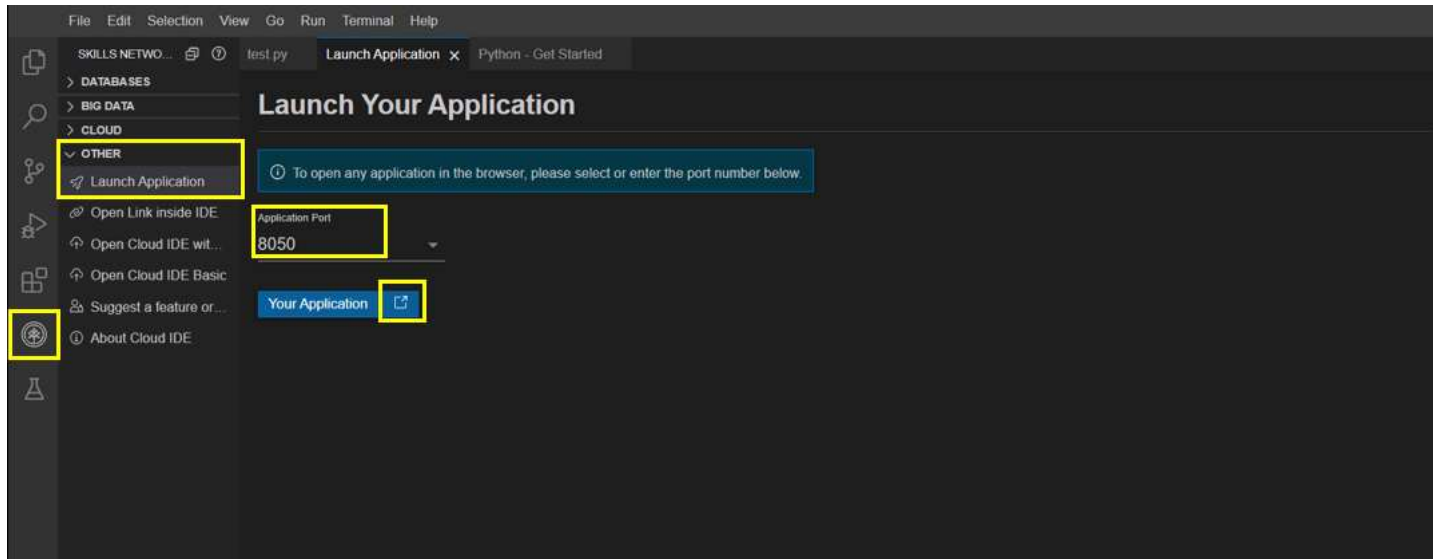 File Edit Selection View Go Run Terminal Help
SKILLS NETWO...
test.py Launch Application Python - Get Started
DATABASES
BIG DATA
CLOUD
OTHER
Launch Application
Open Link inside IDE
Open Cloud IDE wit...
Open Cloud IDE Basic
Suggest a feature or...
About Cloud IDE
Launch Your Application
To open any application in the browser, please select or enter the port number below.
Application Port
8050
Your Application